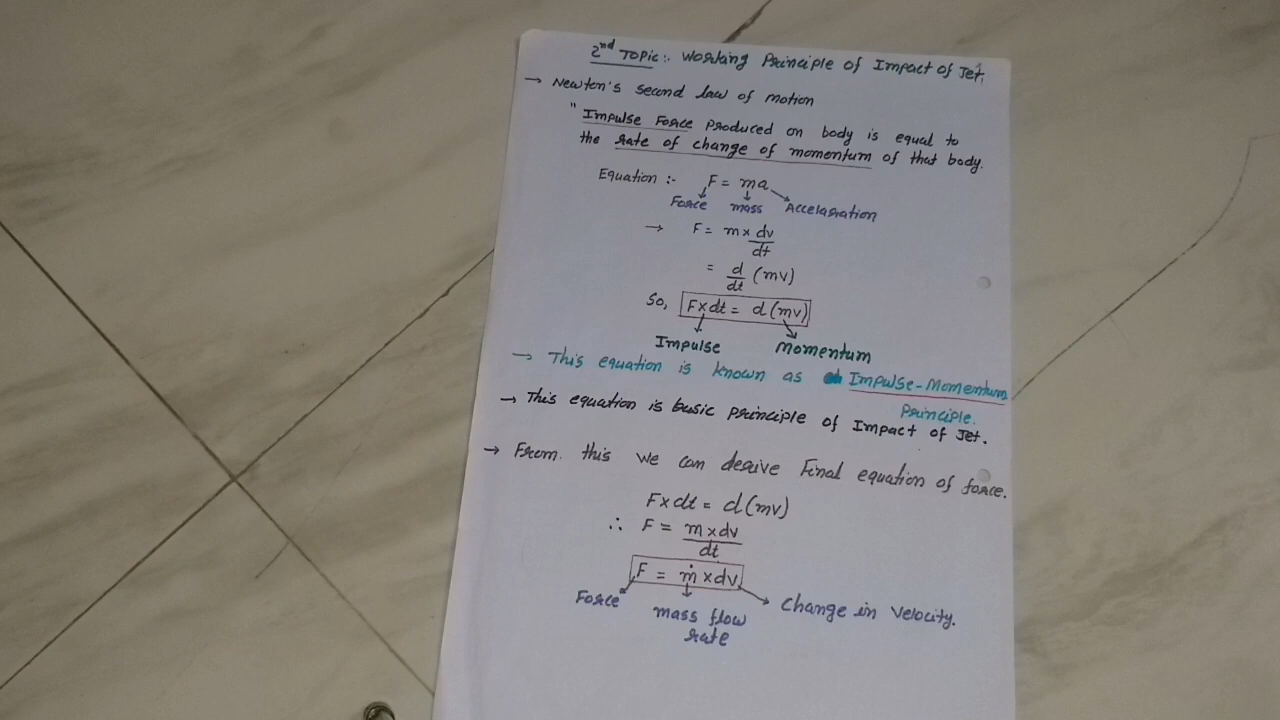 2nd Topic:- Working Principle of Impact of Jet.
→ Newton's second law of motion
"Impulse Force produced on body is equal to
the rate of change of momentum of that body.
Equation :- F = ma
Force mass Accelaration
→ F = m × dv/dt
= d/dt (mv)
So, F×dt = d(mv)
Impulse Momentum
→ This equation is known as Impulse-Momentum
Principle.
→ This equation is basic principle of Impact of Jet.
→ From this we can derive Final equation of force.
F×dt = d(mv)
∴ F = m×dv/dt
F = ṁ×dv
Force mass flow rate Change in Velocity.